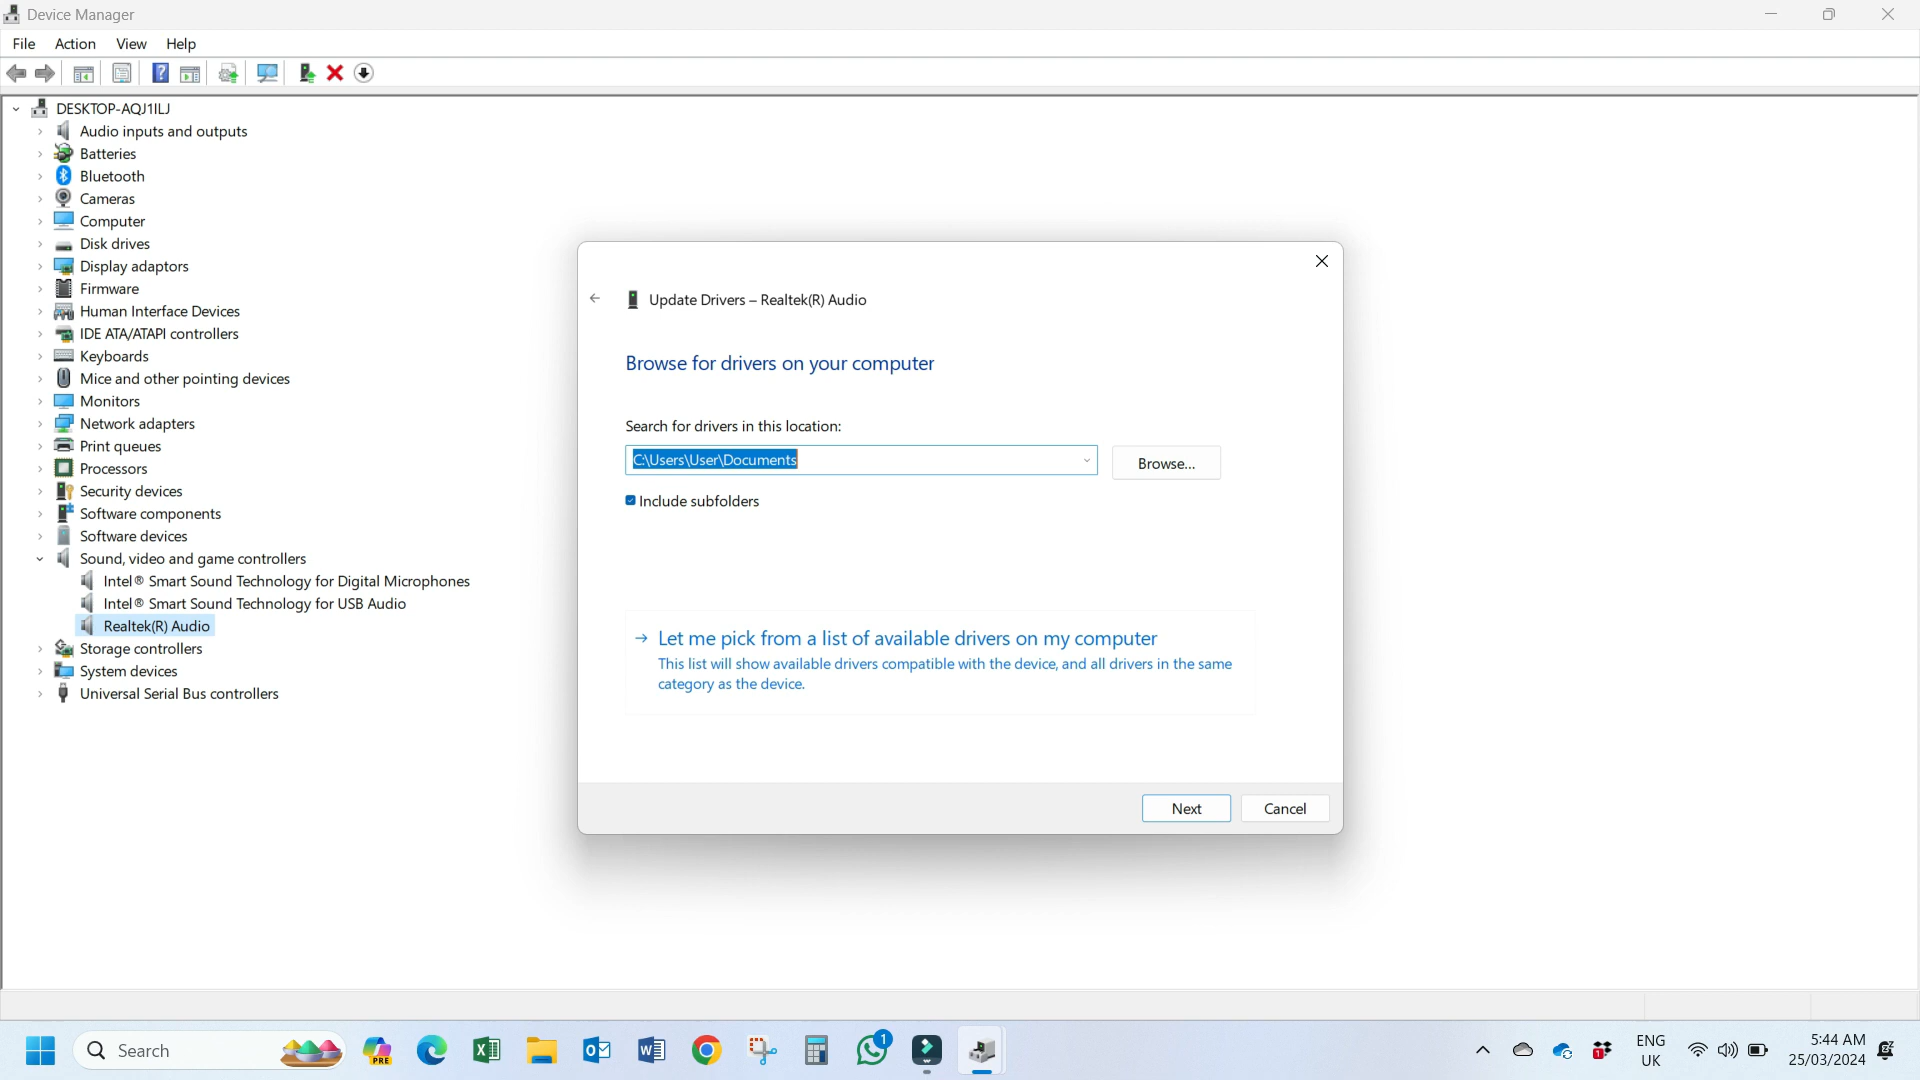 Device Manager
File Action View Help
DESKTOP-AQJ1ILJ
Audio inputs and outputs
Batteries
Bluetooth
Cameras
Computer
Disk drives
Display adaptors
Firmware
Human Interface Devices
IDE ATA/ATAPI controllers
Keyboards
Mice and other pointing devices
Monitors
Network adapters
Print queues
Processors
Security devices
Software components
Software devices
Sound, video and game controllers
Intel® Smart Sound Technology for Digital Microphones
Intel® Smart Sound Technology for USB Audio
Realtek(R) Audio
Storage controllers
System devices
Universal Serial Bus controllers
Update Drivers – Realtek(R) Audio
Browse for drivers on your computer
Search for drivers in this location:
C:\Users\User\Documents
Browse...
Include subfolders
Let me pick from a list of available drivers on my computer
This list will show available drivers compatible with the device, and all drivers in the same
category as the device.
Next Cancel
Search
PRE
1
1
ENG
UK
5:44 AM
25/03/2024